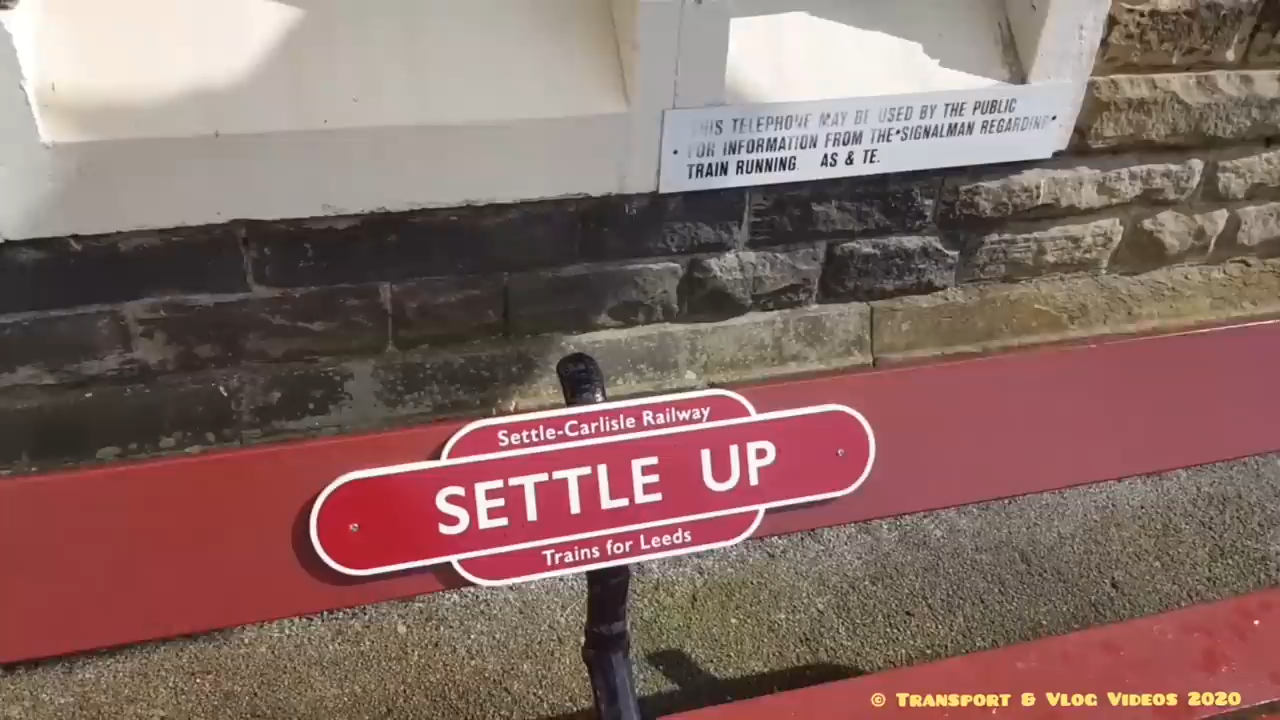 THIS TELEPHONE MAY BE USED BY THE PUBLIC
FOR INFORMATION FROM THE SIGNALMAN REGARDING
TRAIN RUNNING. AS & TE.
Settle-Carlisle Railway
SETTLE UP
Trains for Leeds
© Transport & Vlog Videos 2020